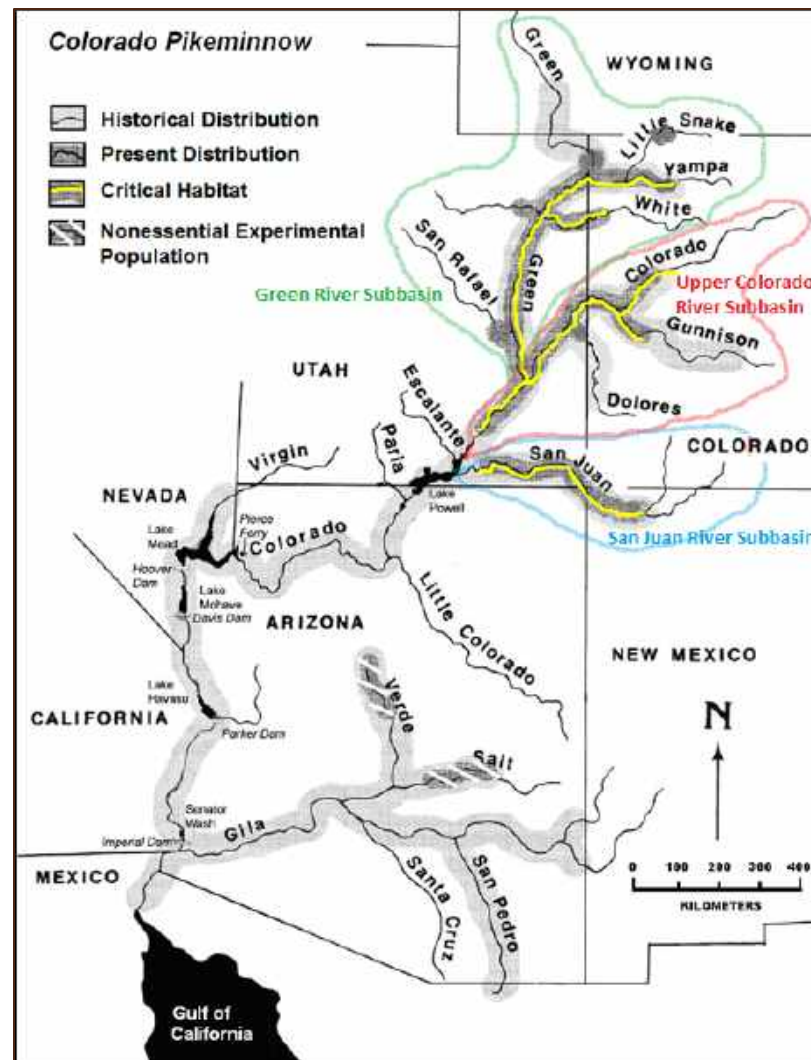 Colorado Pikeminnow
Historical Distribution
Present Distribution
Critical Habitat
Nonessential Experimental
Population
Green
WYOMING
Little Snake
Yampa
White
San Rafael
Green
Colorado
Green River Subbasin
Upper Colorado
River Subbasin
Gunnison
UTAH
Escalante
Dolores
Paria
Virgin
San Juan
COLORADO
NEVADA
Lake
Powell
Lake
Mead
Pierce
Ferry
Colorado
San Juan River Subbasin
Hoover
Dam
Lake
Mohave
Davis Dam
ARIZONA
Little Colorado
NEW MEXICO
Lake
Havasu
Verde
CALIFORNIA
Parker Dam
N
Salt
Senator
Wash
Imperial Dam
Gila
MEXICO
Santa
Cruz
San Pedro
0 100 200 300 400
KILOMETERS
Gulf of
California